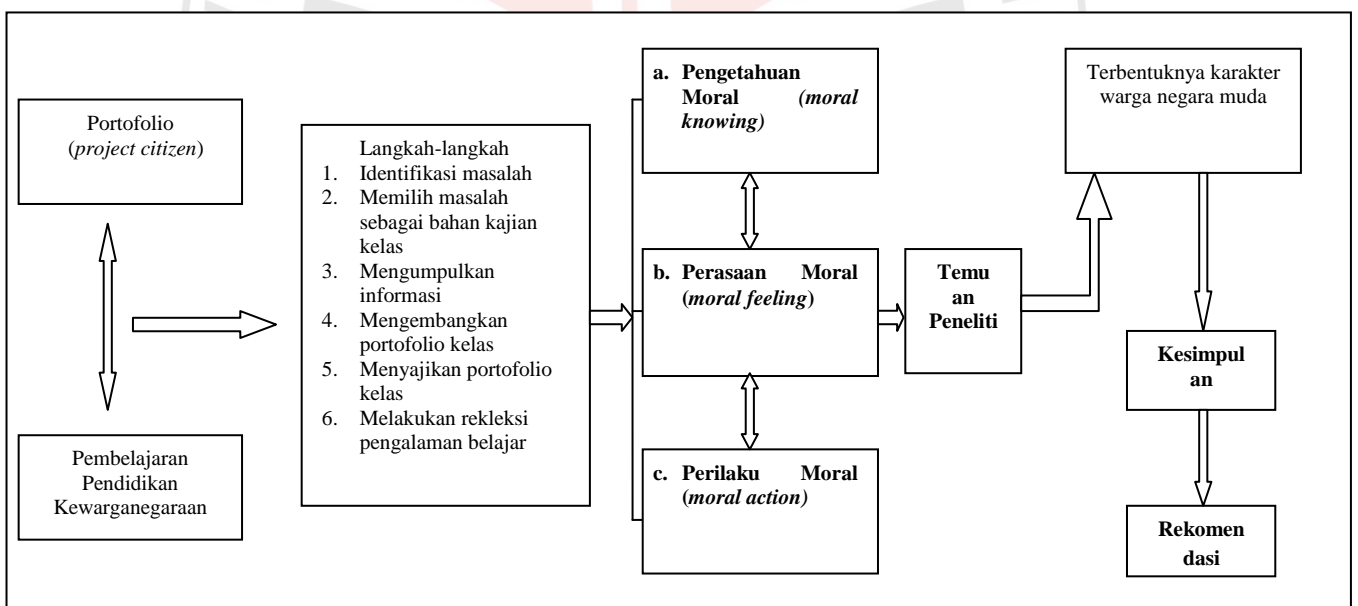 Portofolio
(project citizen)
Pembelajaran
Pendidikan
Kewarganegaraan
Langkah-langkah
1. Identifikasi masalah
2. Memilih masalah
sebagai bahan kajian
kelas
3. Mengumpulkan
informasi
4. Mengembangkan
portofolio kelas
5. Menyajikan portofolio
kelas
6. Melakukan rekleksi
pengalaman belajar
a. Pengetahuan
Moral (moral
knowing)
b. Perasaan Moral
(moral feeling)
c. Perilaku Moral
(moral action)
Temu
an
Peneliti
Terbentuknya karakter
warga negara muda
Kesimpul
an
Rekomen
dasi